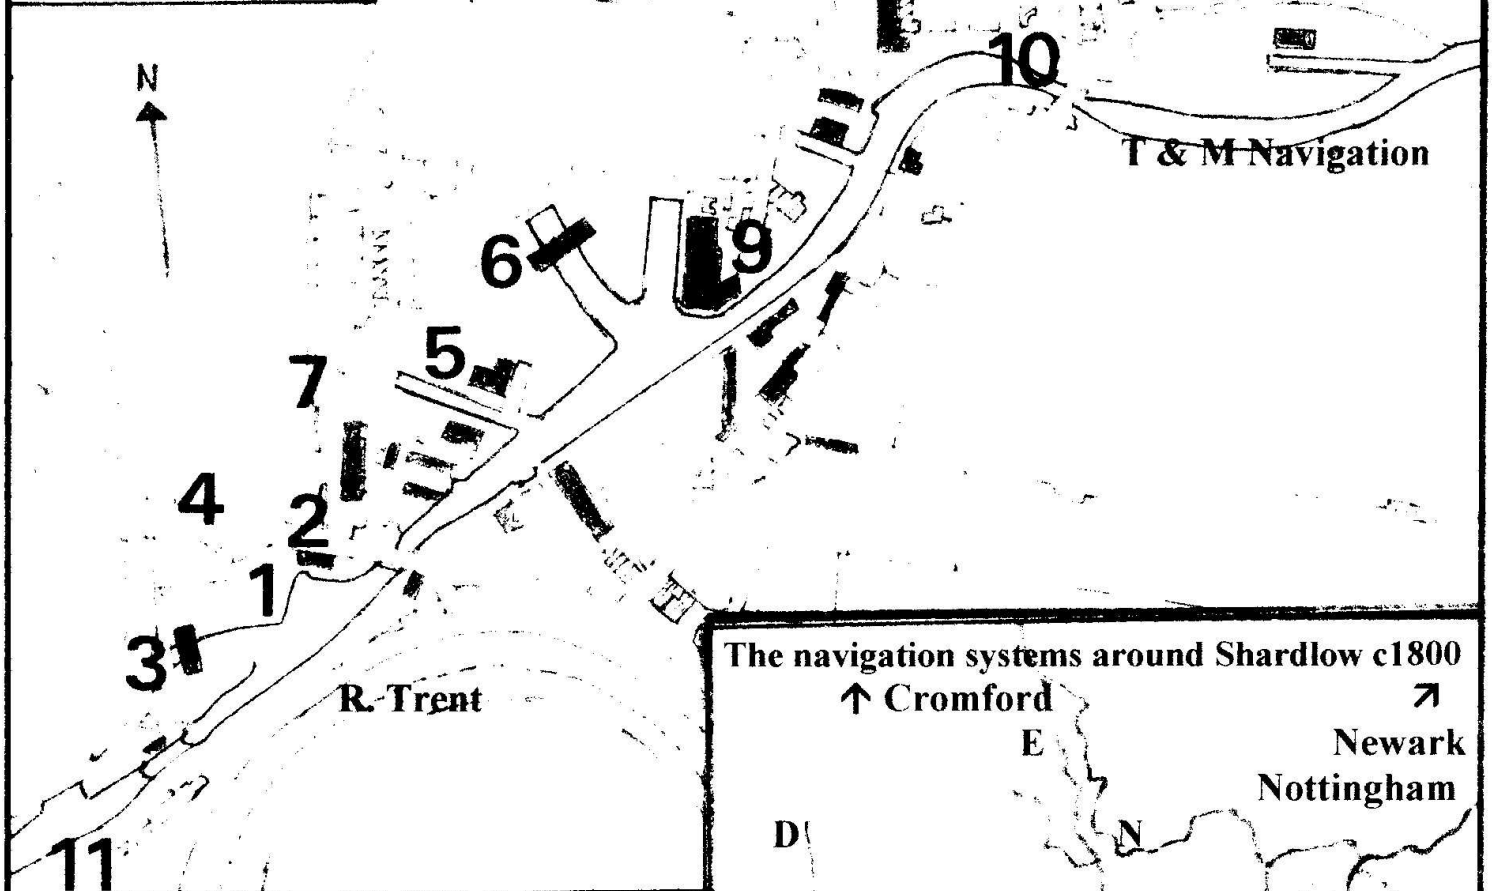 N
10
T & M Navigation
6
9
5
7
4
2
1
3
R. Trent
11
The navigation systems around Shardlow c1800
↑ Cromford
↗
E
Newark
Nottingham
D
N